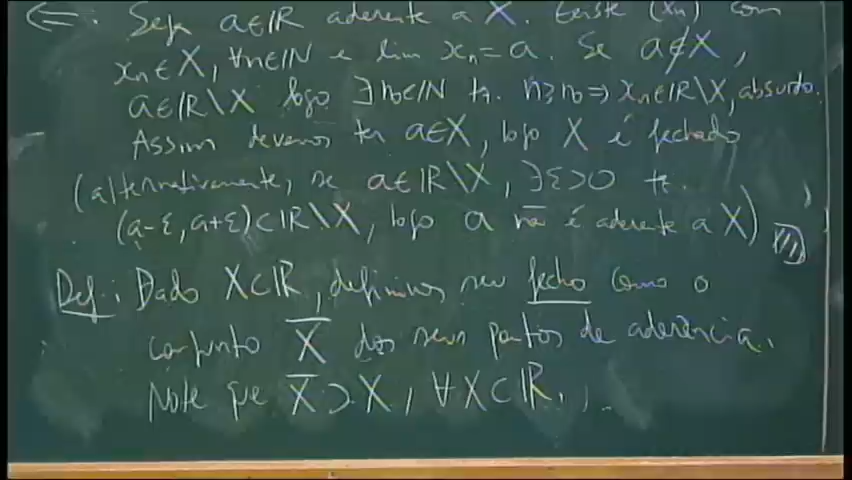 ⇐: Seja a∈ℝ aderente a X. Existe (xₙ) com
xₙ∈X, ∀n∈ℕ e lim xₙ=a. Se a∉X,
a∈ℝ\X logo ∃n₀∈ℕ t.q. n≥n₀ ⇒ xₙ∈ℝ\X, absurdo.
Assim devemos ter a∈X, logo X é fechado
(alternativamente, se a∈ℝ\X, ∃ε>0 t.q.
(a-ε, a+ε)⊂ℝ\X, logo a não é aderente a X)
Def.: Dado X⊂ℝ, definimos seu fecho como o
conjunto X̅ dos seus pontos de aderência.
Note que X̅⊃X, ∀X⊂ℝ.